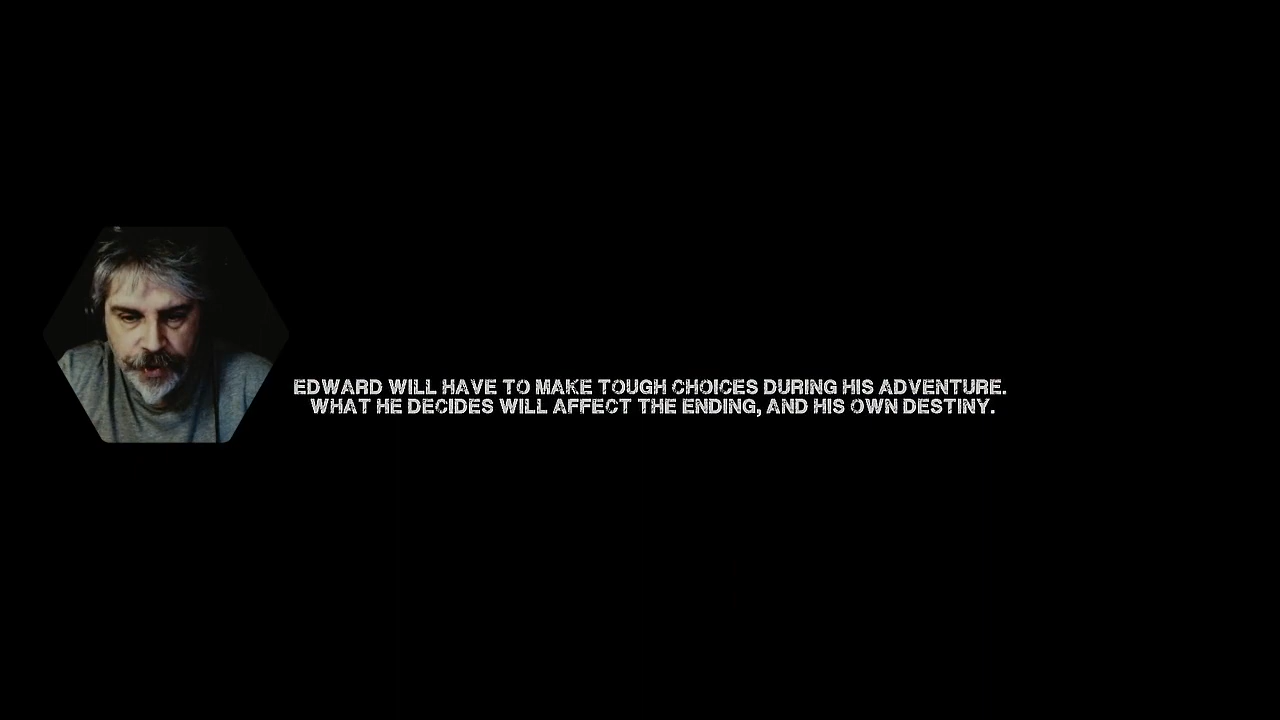 EDWARD WILL HAVE TO MAKE TOUGH CHOICES DURING HIS ADVENTURE.
WHAT HE DECIDES WILL AFFECT THE ENDING, AND HIS OWN DESTINY.